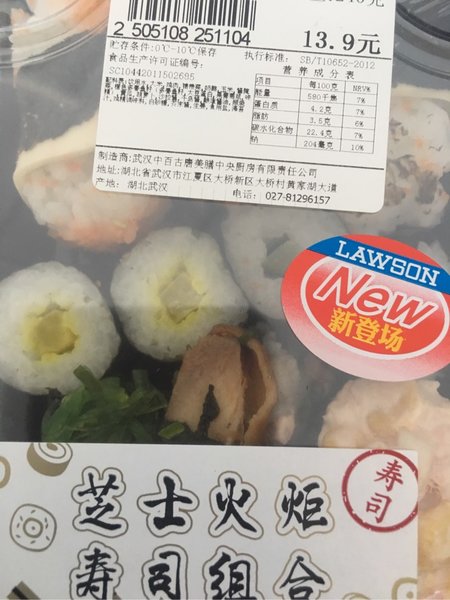 2 505108 251104
13.9元
贮存条件:0℃-10℃保存
执行标准: SB/T10652-2012
食品生产许可证编号:
SC10442011502685
营 养 成 分 表
项目 每100克 NRV%
能量 580千焦 7%
蛋白质 4.2克 7%
脂肪 3.5克 6%
碳水化合物 22.4克 7%
钠 204毫克 10%
制造商:武汉中百古唐美膳中央厨房有限责任公司
地址:湖北省武汉市江夏区大桥新区大桥村黄家湖大道
产地: 湖北武汉 电话: 027-81296157
LAWSON
New
新登场
寿司
芝士火炬
寿司组合